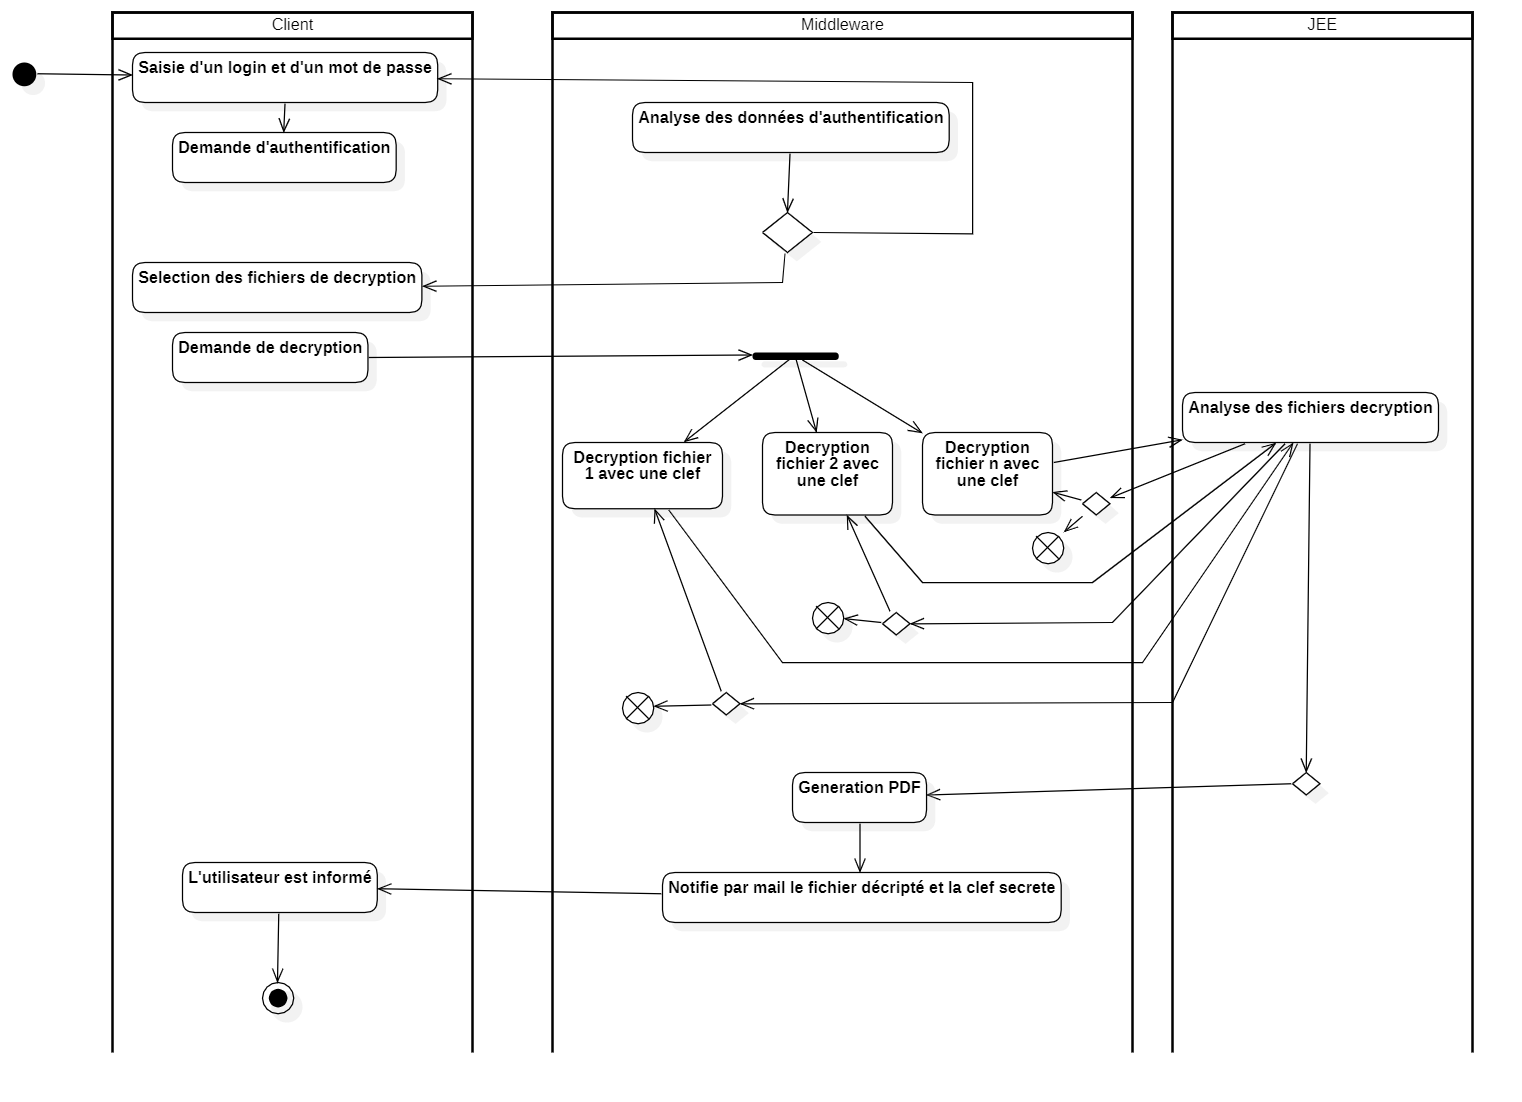 Client
Middleware
JEE
Saisie d'un login et d'un mot de passe
Analyse des données d'authentification
Demande d'authentification
Selection des fichiers de decryption
Demande de decryption
Analyse des fichiers decryption
Decryption fichier
1 avec une clef
Decryption
fichier 2 avec
une clef
Decryption
fichier n avec
une clef
Generation PDF
L'utilisateur est informé
Notifie par mail le fichier décripté et la clef secrete